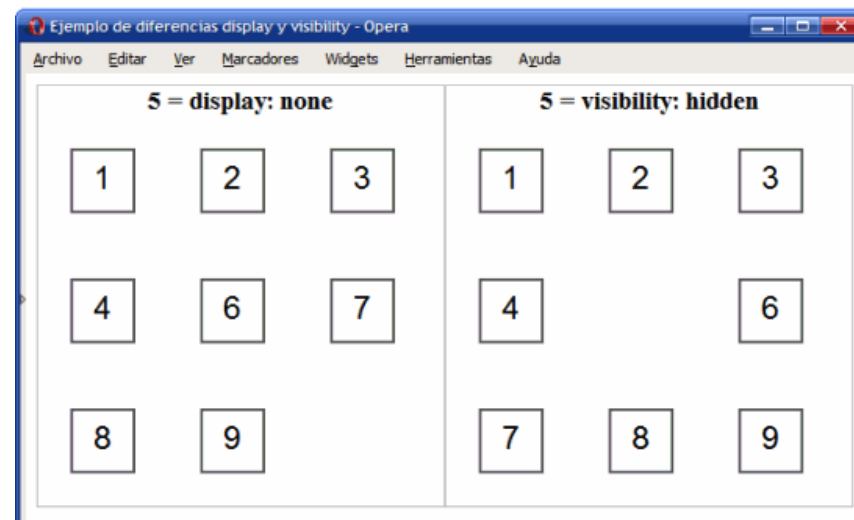 Ejemplo de diferencias display y visibility - Opera
Archivo Editar Ver Marcadores Widgets Herramientas Ayuda
5 = display: none
1 2 3
4 6 7
8 9
5 = visibility: hidden
1 2 3
4 6
7 8 9